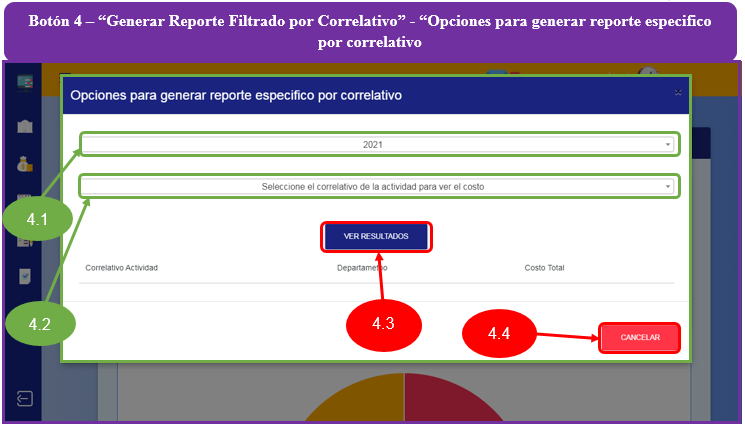 Botón 4 – “Generar Reporte Filtrado por Correlativo” - “Opciones para generar reporte especifico
por correlativo
Opciones para generar reporte especifico por correlativo
×
2021
Seleccione el correlativo de la actividad para ver el costo
4.1
VER RESULTADOS
Correlativo Actividad Departamento Costo Total
4.2
4.3
4.4
CANCELAR